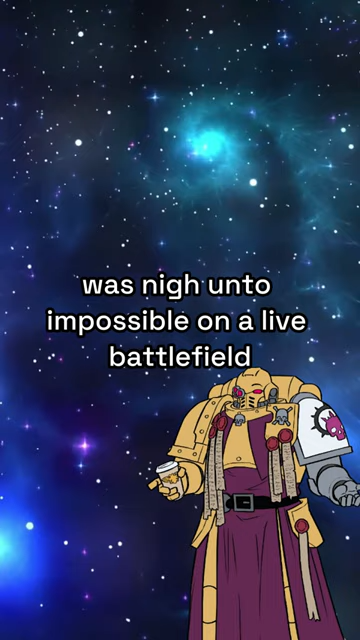 was nigh unto
impossible on a live
battlefield